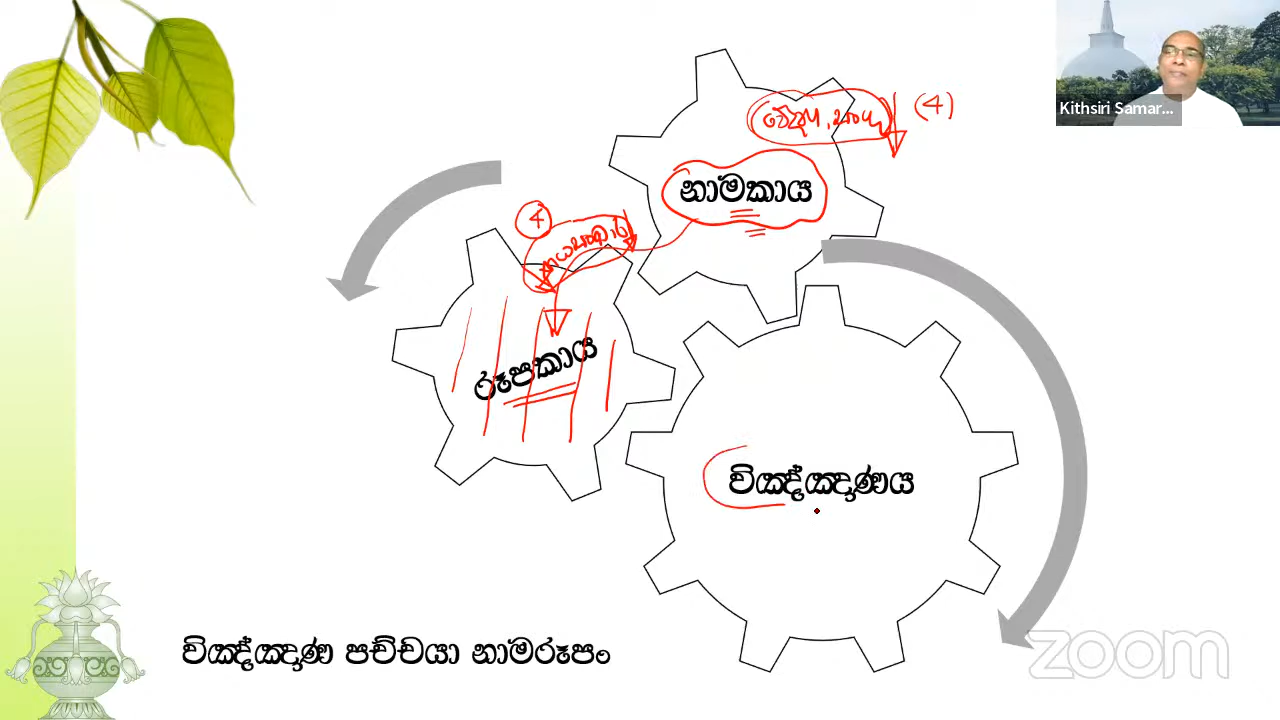 Kithsiri Samar...
(4)
නාමකාය
4
රූපකාය
විඤ්ඤාණය
විඤ්ඤාණ පච්චයා නාමරූපං
zoom